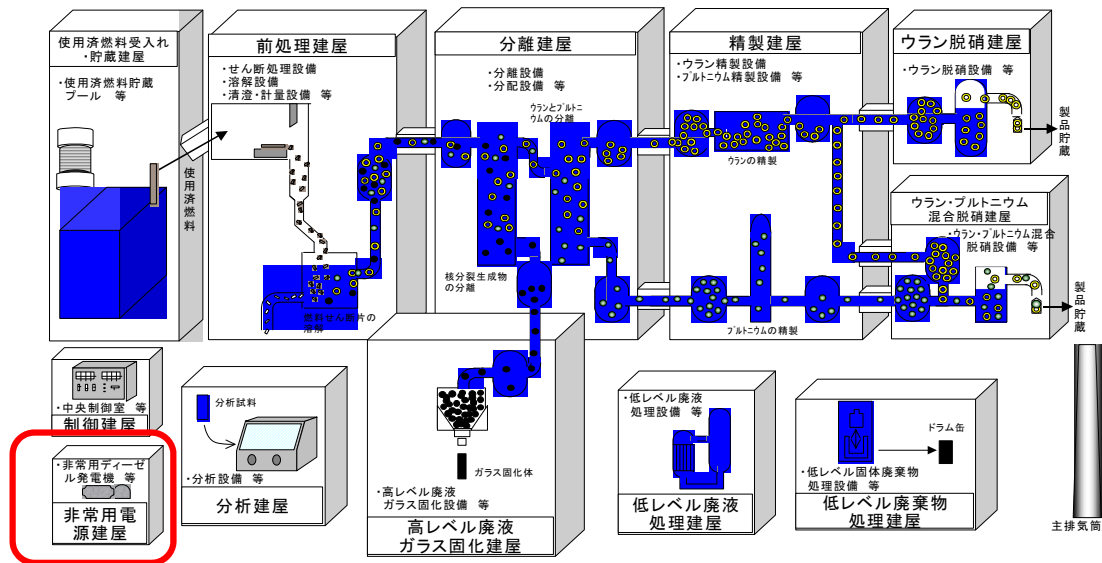 使用済燃料受入れ
・貯蔵建屋
・使用済燃料貯蔵
プール 等
使用済燃料
前処理建屋
・せん断処理設備
・溶解設備
・清澄・計量設備 等
燃料せん断片の
溶解
分離建屋
・分離設備
・分配設備 等
ウランとプルトニ
ウムの分離
核分裂生成物
の分離
精製建屋
・ウラン精製設備
・プルトニウム精製設備 等
ウランの精製
プルトニウムの精製
ウラン脱硝建屋
・ウラン脱硝設備 等
製品貯蔵
ウラン・プルトニウム
混合脱硝建屋
・ウラン・プルトニウム混合
脱硝設備 等
製品貯蔵
・中央制御室 等
制御建屋
・非常用ディーゼ
ル発電機 等
非常用電
源建屋
分析試料
・分析設備 等
分析建屋
ガラス固化体
・高レベル廃液
ガラス固化設備 等
高レベル廃液
ガラス固化建屋
・低レベル廃液
処理設備 等
低レベル廃液
処理建屋
ドラム缶
・低レベル固体廃棄物
処理設備 等
低レベル廃棄物
処理建屋
主排気筒